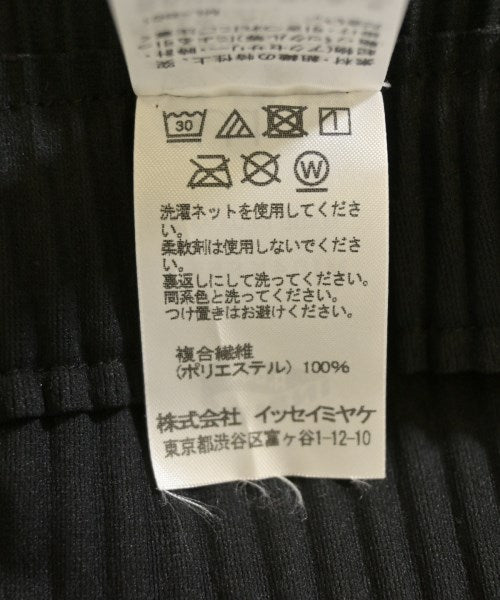 30
W
洗濯ネットを使用してくださ
い。
柔軟剤は使用しないでくださ
い。
裏返しにして洗ってください。
同系色と洗ってください。
つけ置きはお避けください。
複合繊維
(ポリエステル) 100%
株式会社 イッセイミヤケ
東京都渋谷区富ヶ谷1-12-10